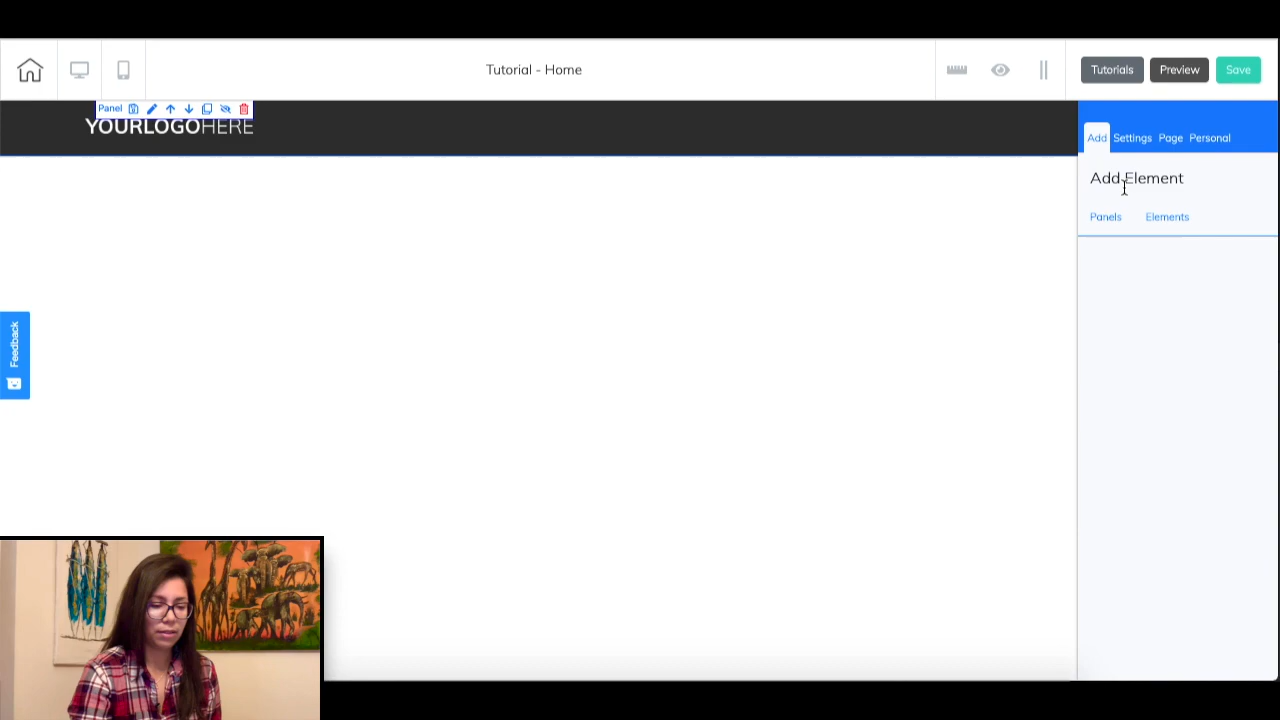 Tutorial - Home
Tutorials
Preview
Save
Panel
YOURLOGOHERE
Add
Settings
Page
Personal
Add Element
Panels
Elements
Feedback